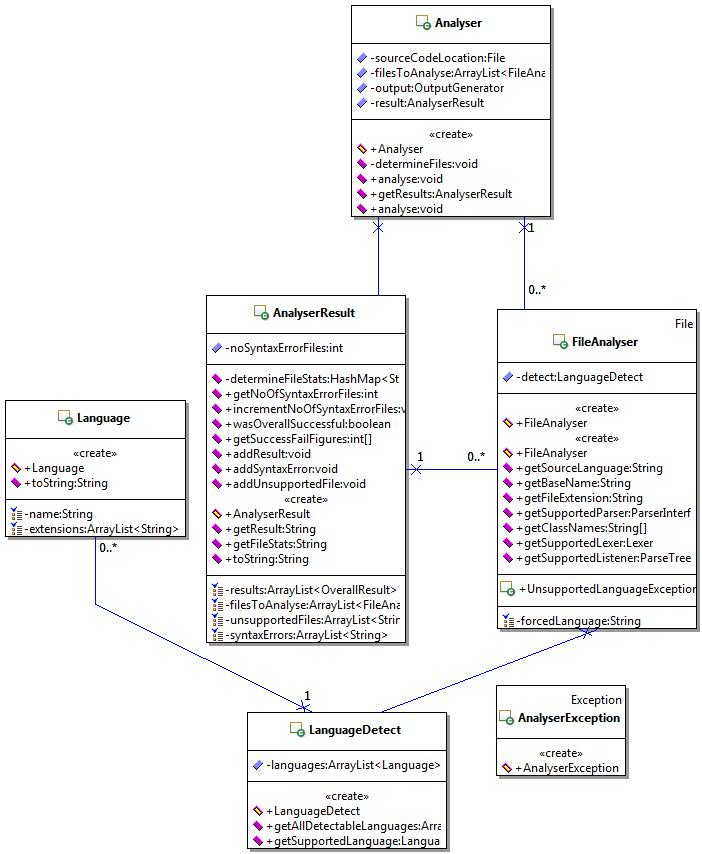 Analyser
-sourceCodeLocation:File
-filesToAnalyse:ArrayList<FileAna
-output:OutputGenerator
-result:AnalyserResult
«create»
+Analyser
-determineFiles:void
+analyse:void
+getResults:AnalyserResult
+analyse:void
1
0..*
AnalyserResult
-noSyntaxErrorFiles:int
-determineFileStats:HashMap<St
+getNoOfSyntaxErrorFiles:int
+incrementNoOfSyntaxErrorFiles:v
+wasOverallSuccessful:boolean
+getSuccessFailFigures:int[]
+addResult:void
+addSyntaxError:void
+addUnsupportedFile:void
«create»
+AnalyserResult
+getResult:String
+getFileStats:String
+toString:String
-results:ArrayList<OverallResult>
-filesToAnalyse:ArrayList<FileAna
-unsupportedFiles:ArrayList<Strin
-syntaxErrors:ArrayList<String>
1
0..*
File
FileAnalyser
-detect:LanguageDetect
«create»
+FileAnalyser
«create»
+FileAnalyser
+getSourceLanguage:String
+getBaseName:String
+getFileExtension:String
+getSupportedParser:ParserInterf
+getClassNames:String[]
+getSupportedLexer:Lexer
+getSupportedListener:ParseTree
+UnsupportedLanguageException
-forcedLanguage:String
Language
«create»
+Language
+toString:String
-name:String
-extensions:ArrayList<String>
0..*
1
LanguageDetect
-languages:ArrayList<Language>
«create»
+LanguageDetect
+getAllDetectableLanguages:Arra
+getSupportedLanguage:Langua
Exception
AnalyserException
«create»
+AnalyserException